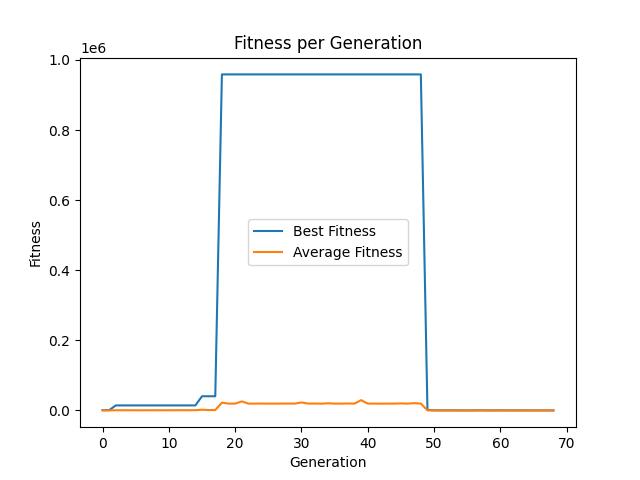 Fitness per Generation
1e6
1.0
0.8
0.6
0.4
0.2
0.0
Fitness
Best Fitness
Average Fitness
0 10 20 30 40 50 60 70
Generation